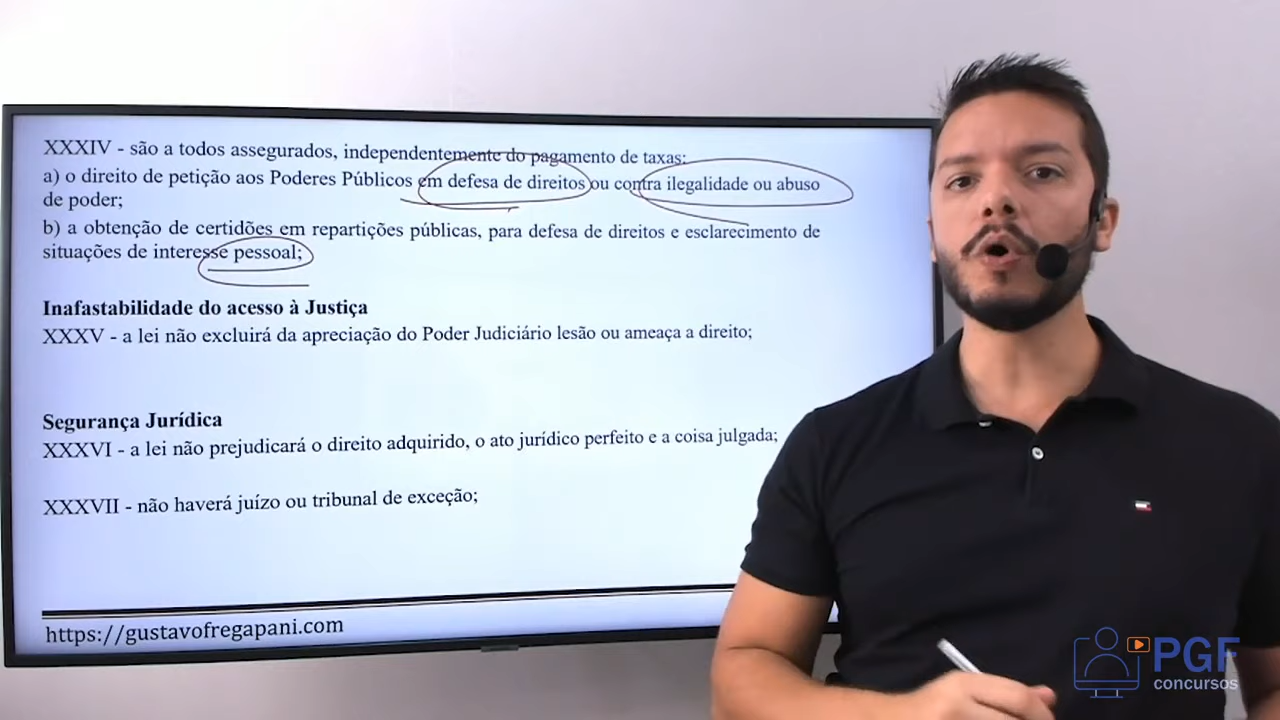 XXXIV - são a todos assegurados, independentemente do pagamento de taxas:
a) o direito de petição aos Poderes Públicos em defesa de direitos ou contra ilegalidade ou abuso
de poder;
b) a obtenção de certidões em repartições públicas, para defesa de direitos e esclarecimento de
situações de interesse pessoal;
Inafastabilidade do acesso à Justiça
XXXV - a lei não excluirá da apreciação do Poder Judiciário lesão ou ameaça a direito;
Segurança Jurídica
XXXVI - a lei não prejudicará o direito adquirido, o ato jurídico perfeito e a coisa julgada;
XXXVII - não haverá juízo ou tribunal de exceção;
https://gustavofregapani.com
PGF
concursos